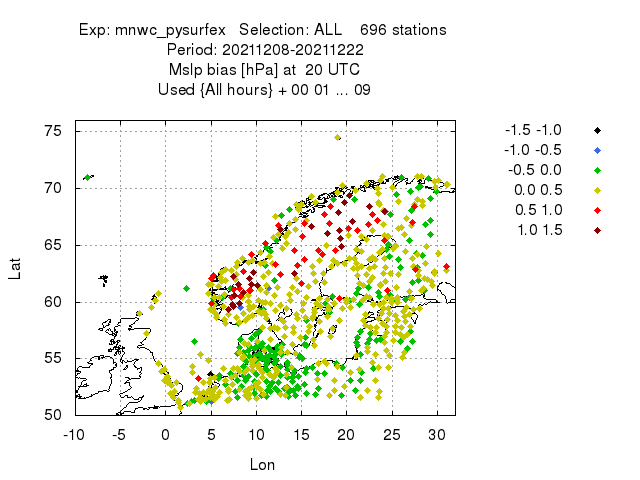 Exp: mnwc_pysurfex   Selection: ALL    696 stations
Period: 20211208-20211222
Mslp bias [hPa] at  20 UTC
Used {All hours} + 00 01 ... 09
75
70
65
60
55
50
-10 -5 0 5 10 15 20 25 30
Lat
Lon
-1.5 -1.0
-1.0 -0.5
-0.5 0.0
0.0 0.5
0.5 1.0
1.0 1.5